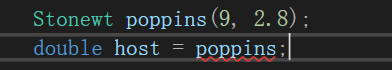 Stonewt poppins(9, 2.8);
double host = poppins;